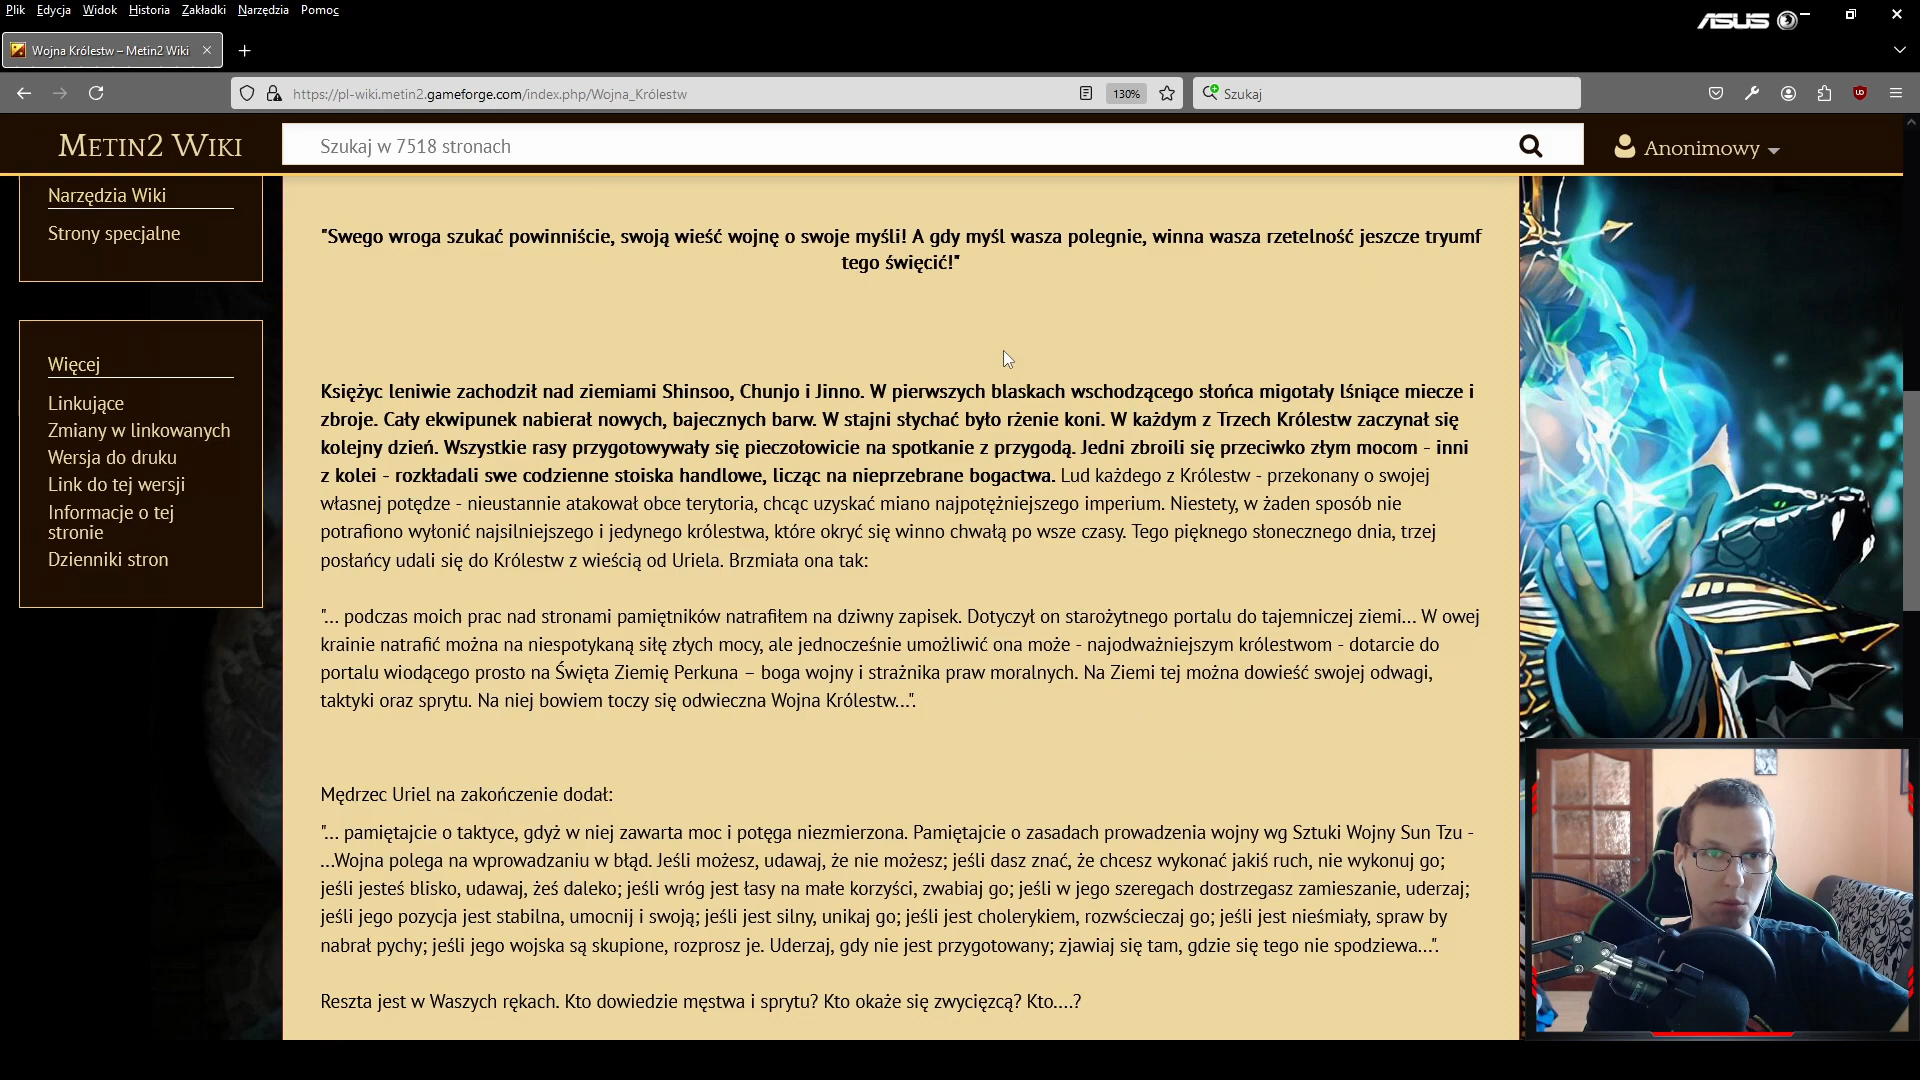 Plik Edycja Widok Historia Zakładki Narzędzia Pomoc
ASUS
Wojna Królestw – Metin2 Wiki
https://pl-wiki.metin2.gameforge.com/index.php/Wojna_Królestw
130%
Szukaj
Metin2 Wiki
Szukaj w 7518 stronach
Anonimowy
Narzędzia Wiki
Strony specjalne
Więcej
Linkujące
Zmiany w linkowanych
Wersja do druku
Link do tej wersji
Informacje o tej
stronie
Dzienniki stron
"Swego wroga szukać powinniście, swoją wieść wojnę o swoje myśli! A gdy myśl wasza polegnie, winna wasza rzetelność jeszcze tryumf
tego święcić!"
Księżyc leniwie zachodził nad ziemiami Shinsoo, Chunjo i Jinno. W pierwszych blaskach wschodzącego słońca migotały lśniące miecze i
zbroje. Cały ekwipunek nabierał nowych, bajecznych barw. W stajni słychać było rżenie koni. W każdym z Trzech Królestw zaczynał się
kolejny dzień. Wszystkie rasy przygotowywały się pieczołowicie na spotkanie z przygodą. Jedni zbroili się przeciwko złym mocom - inni
z kolei - rozkładali swe codzienne stoiska handlowe, licząc na nieprzebrane bogactwa. Lud każdego z Królestw - przekonany o swojej
własnej potędze - nieustannie atakował obce terytoria, chcąc uzyskać miano najpotężniejszego imperium. Niestety, w żaden sposób nie
potrafiono wyłonić najsilniejszego i jedynego królestwa, które okryć się winno chwałą po wsze czasy. Tego pięknego słonecznego dnia, trzej
posłańcy udali się do Królestw z wieścią od Uriela. Brzmiała ona tak:
"... podczas moich prac nad stronami pamiętników natrafiłem na dziwny zapisek. Dotyczył on starożytnego portalu do tajemniczej ziemi... W owej
krainie natrafić można na niespotykaną siłę złych mocy, ale jednocześnie umożliwić ona może - najodważniejszym królestwom - dotarcie do
portalu wiodącego prosto na Święta Ziemię Perkuna – boga wojny i strażnika praw moralnych. Na Ziemi tej można dowieść swojej odwagi,
taktyki oraz sprytu. Na niej bowiem toczy się odwieczna Wojna Królestw...".
Mędrzec Uriel na zakończenie dodał:
"... pamiętajcie o taktyce, gdyż w niej zawarta moc i potęga niezmierzona. Pamiętajcie o zasadach prowadzenia wojny wg Sztuki Wojny Sun Tzu -
...Wojna polega na wprowadzaniu w błąd. Jeśli możesz, udawaj, że nie możesz; jeśli dasz znać, że chcesz wykonać jakiś ruch, nie wykonuj go;
jeśli jesteś blisko, udawaj, żeś daleko; jeśli wróg jest łasy na małe korzyści, zwabiaj go; jeśli w jego szeregach dostrzegasz zamieszanie, uderzaj;
jeśli jego pozycja jest stabilna, umocnij i swoją; jeśli jest silny, unikaj go; jeśli jest cholerykiem, rozwścieczaj go; jeśli jest nieśmiały, spraw by
nabrał pychy; jeśli jego wojska są skupione, rozprosz je. Uderzaj, gdy nie jest przygotowany; zjawiaj się tam, gdzie się tego nie spodziewa...".
Reszta jest w Waszych rękach. Kto dowiedzie męstwa i sprytu? Kto okaże się zwycięzcą? Kto....?